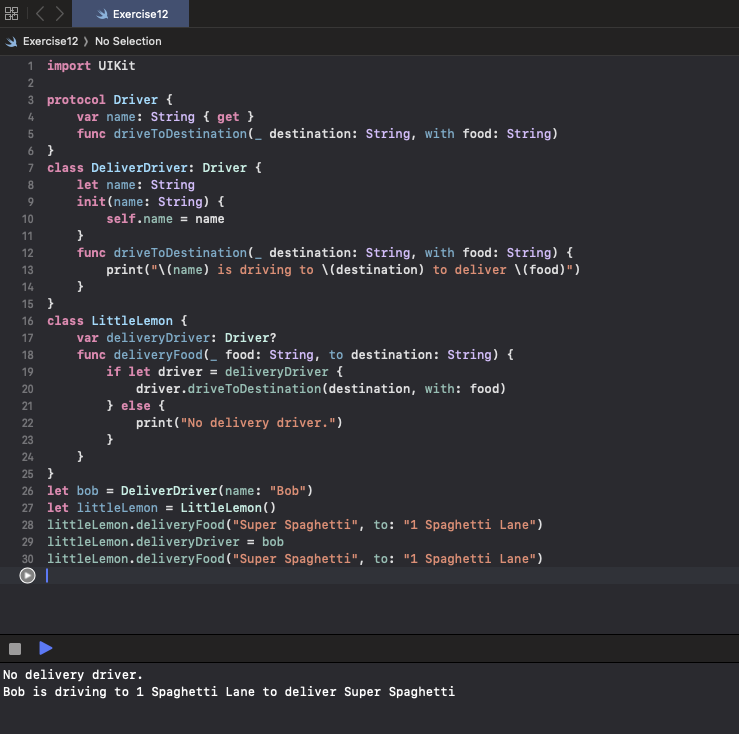 Exercise12
Exercise12 ⟩ No Selection
1 import UIKit
2
3 protocol Driver {
4     var name: String { get }
5     func driveToDestination(_ destination: String, with food: String)
6 }
7 class DeliverDriver: Driver {
8     let name: String
9     init(name: String) {
10         self.name = name
11     }
12     func driveToDestination(_ destination: String, with food: String) {
13         print("\(name) is driving to \(destination) to deliver \(food)")
14     }
15 }
16 class LittleLemon {
17     var deliveryDriver: Driver?
18     func deliveryFood(_ food: String, to destination: String) {
19         if let driver = deliveryDriver {
20             driver.driveToDestination(destination, with: food)
21         } else {
22             print("No delivery driver.")
23         }
24     }
25 }
26 let bob = DeliverDriver(name: "Bob")
27 let littleLemon = LittleLemon()
28 littleLemon.deliveryFood("Super Spaghetti", to: "1 Spaghetti Lane")
29 littleLemon.deliveryDriver = bob
30 littleLemon.deliveryFood("Super Spaghetti", to: "1 Spaghetti Lane")
No delivery driver.
Bob is driving to 1 Spaghetti Lane to deliver Super Spaghetti